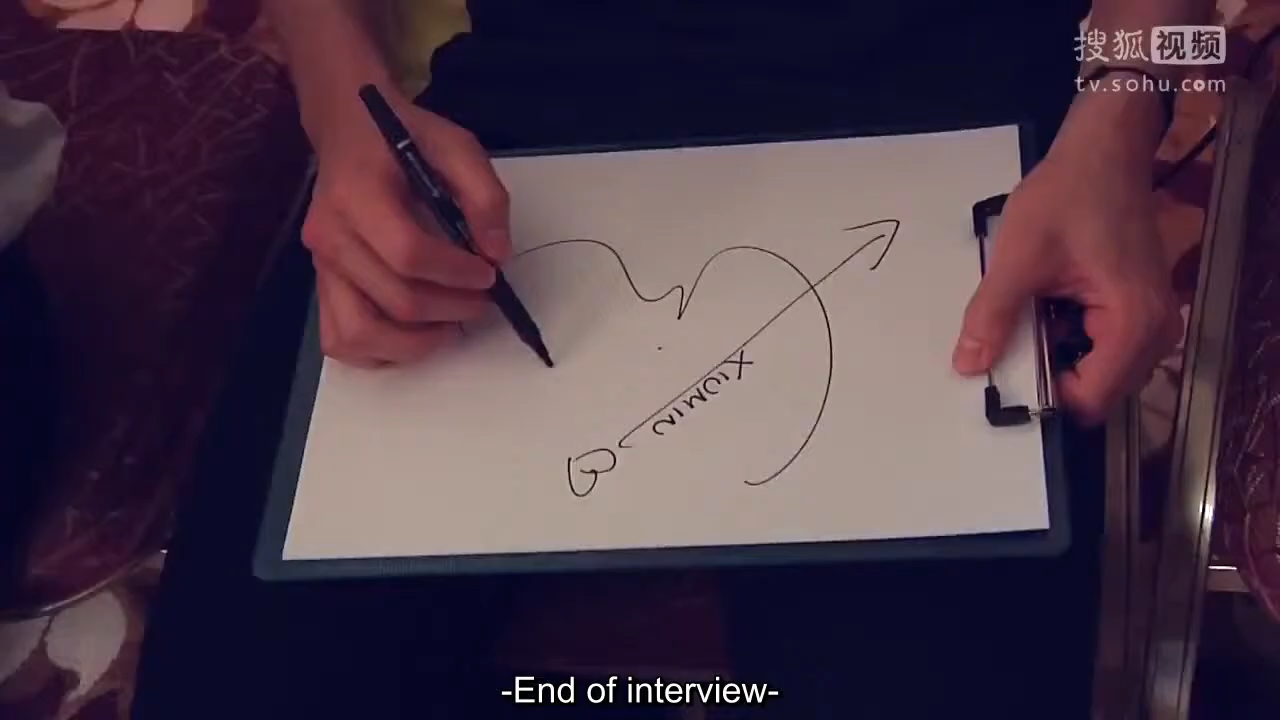 搜狐视频
tv.sohu.com
XIUMIN
-End of interview-